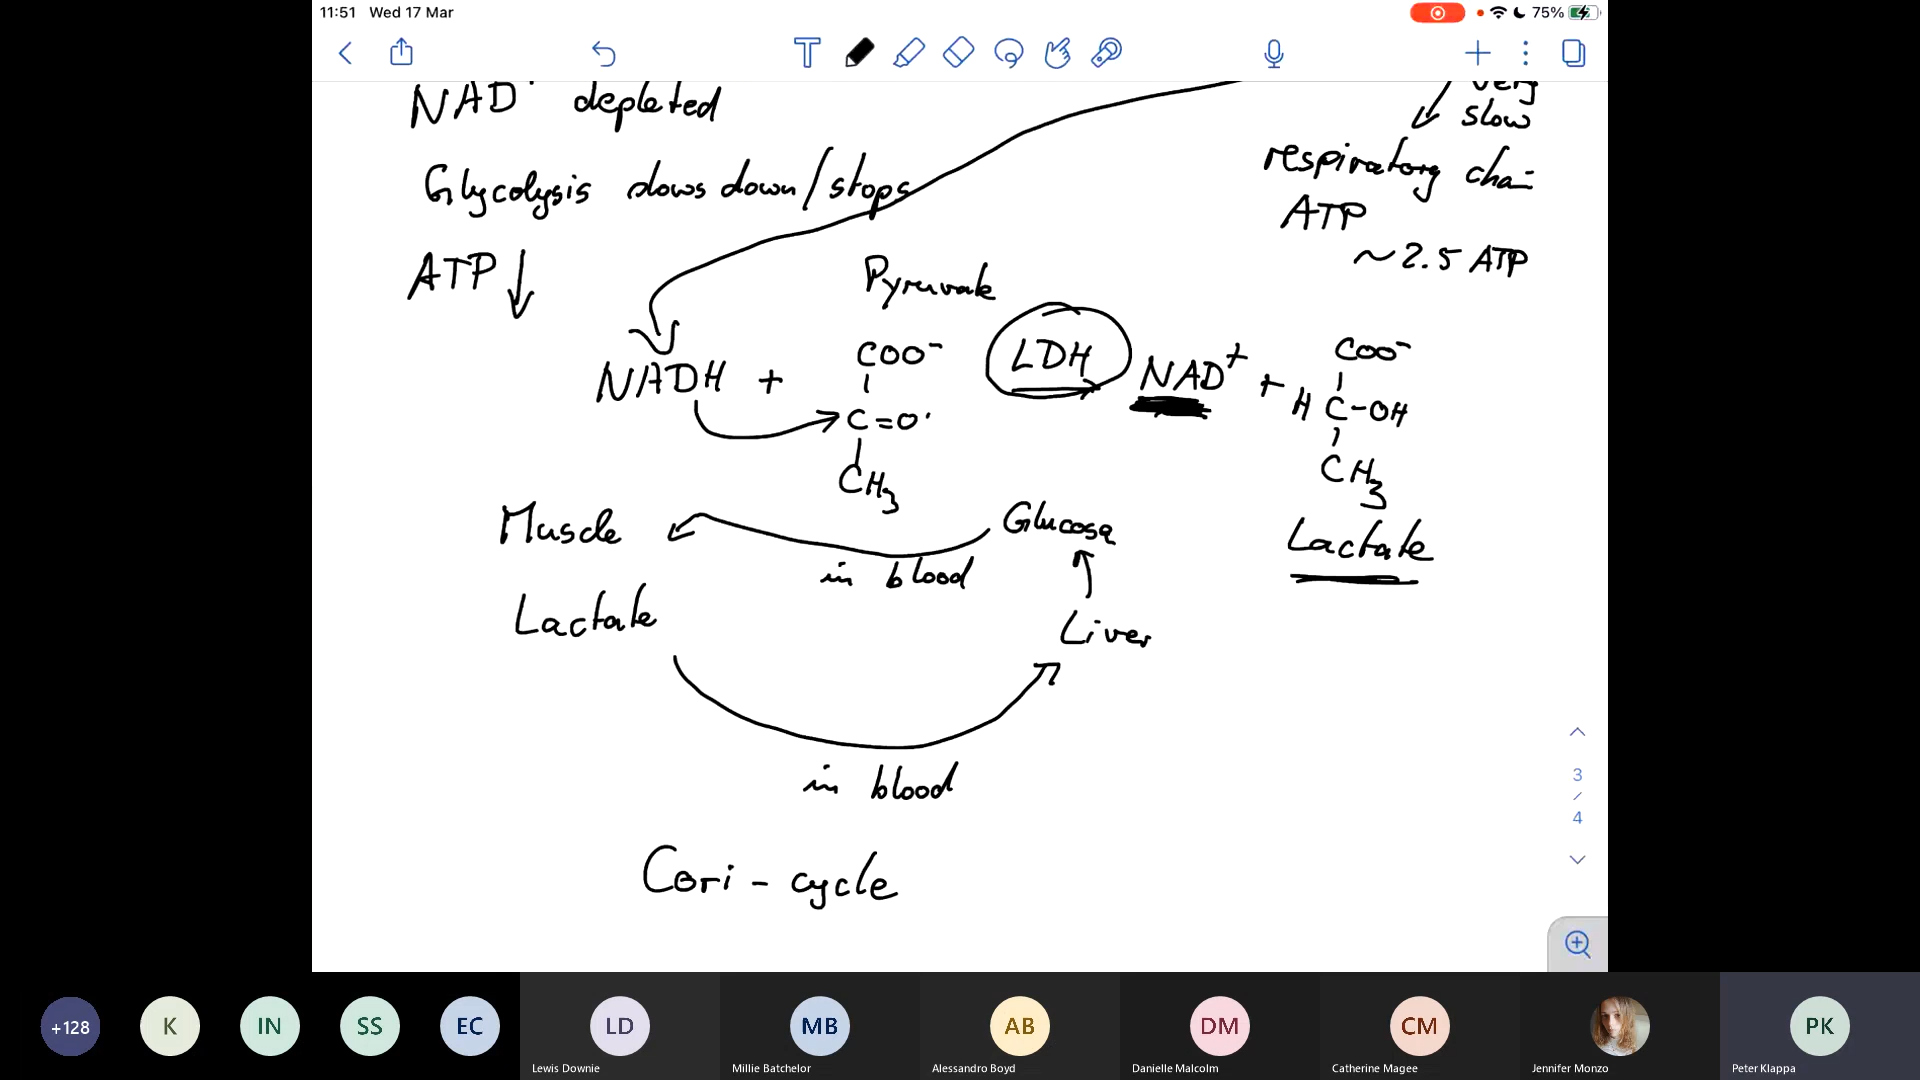 11:51 Wed 17 Mar
75%
NAD+ depleted
very
slow
Glycolysis slows down/stops
respiratory chain
ATP
~2.5 ATP
ATP↓
Pyruvate
NADH + COO⁻
C=O
CH3
LDH
NAD+ + COO⁻
H C-OH
CH3
Lactate
Muscle
Glucose
in blood
Lactate
Liver
in blood
Cori-cycle
3
/
4
+128
K
IN
SS
EC
LD
Lewis Downie
MB
Millie Batchelor
AB
Alessandro Boyd
DM
Danielle Malcolm
CM
Catherine Magee
Jennifer Monzo
PK
Peter Klappa